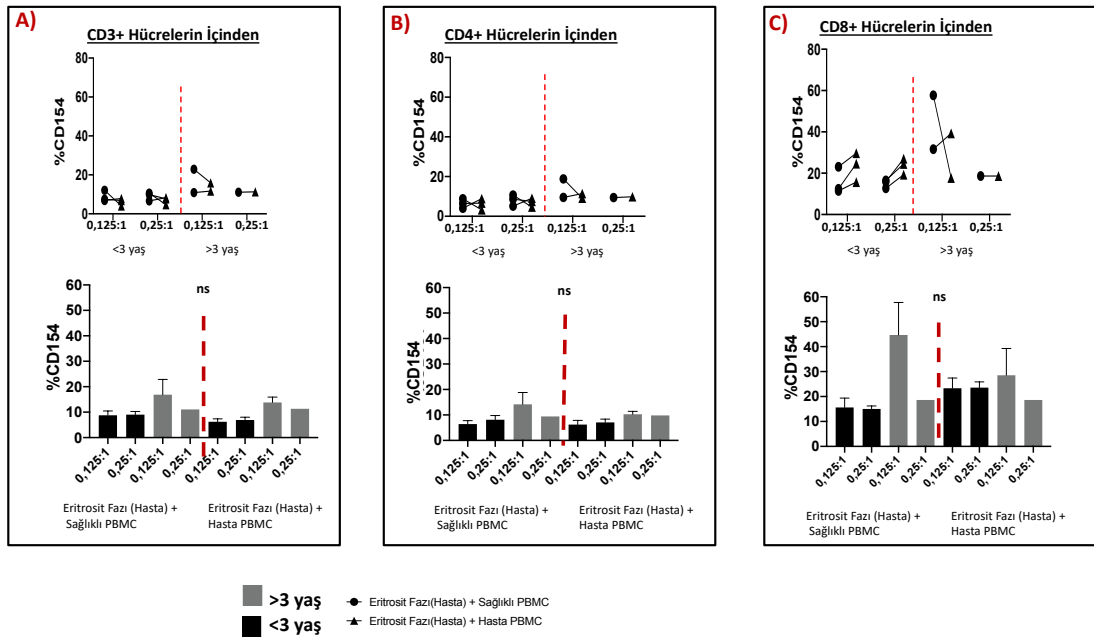 A)
CD3+ Hücrelerin İçinden
80
60
40
20
0
%CD154
0,125:1 0,25:1 0,125:1 0,25:1
<3 yaş >3 yaş
ns
60
50
40
30
20
10
0
%CD154
0,125:1 0,25:1 0,125:1 0,25:1 0,125:1 0,25:1 0,125:1 0,25:1
Eritrosit Fazı (Hasta) + Eritrosit Fazı (Hasta) +
Sağlıklı PBMC Hasta PBMC
B)
CD4+ Hücrelerin İçinden
80
60
40
20
0
%CD154
0,125:1 0,25:1 0,125:1 0,25:1
<3 yaş >3 yaş
ns
60
50
40
30
20
10
0
%CD154
0,125:1 0,25:1 0,125:1 0,25:1 0,125:1 0,25:1 0,125:1 0,25:1
Eritrosit Fazı (Hasta) + Eritrosit Fazı (Hasta) +
Sağlıklı PBMC Hasta PBMC
C)
CD8+ Hücrelerin İçinden
80
60
40
20
0
%CD154
0,125:1 0,25:1 0,125:1 0,25:1
<3 yaş >3 yaş
ns
60
50
40
30
20
10
0
%CD154
0,125:1 0,25:1 0,125:1 0,25:1 0,125:1 0,25:1 0,125:1 0,25:1
Eritrosit Fazı (Hasta) + Eritrosit Fazı (Hasta) +
Sağlıklı PBMC Hasta PBMC
>3 yaş Eritrosit Fazı(Hasta) + Sağlıklı PBMC
<3 yaş Eritrosit Fazı(Hasta) + Hasta PBMC